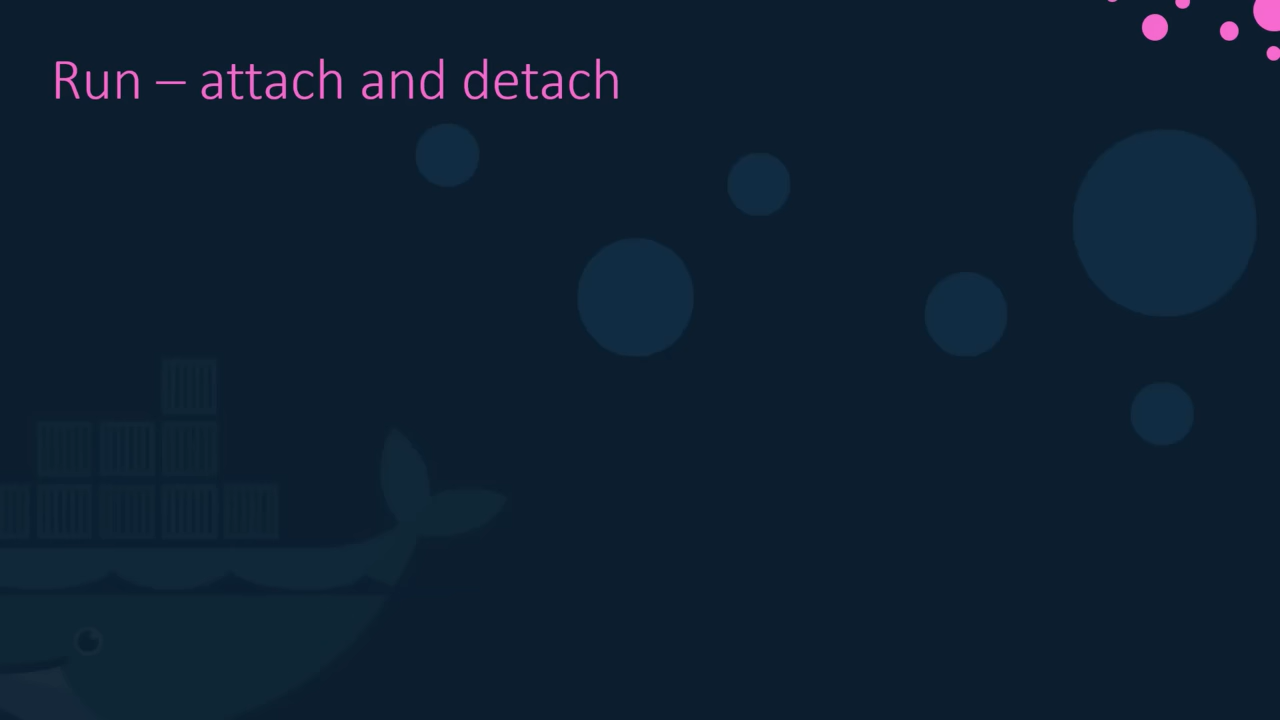 Run – attach and detach